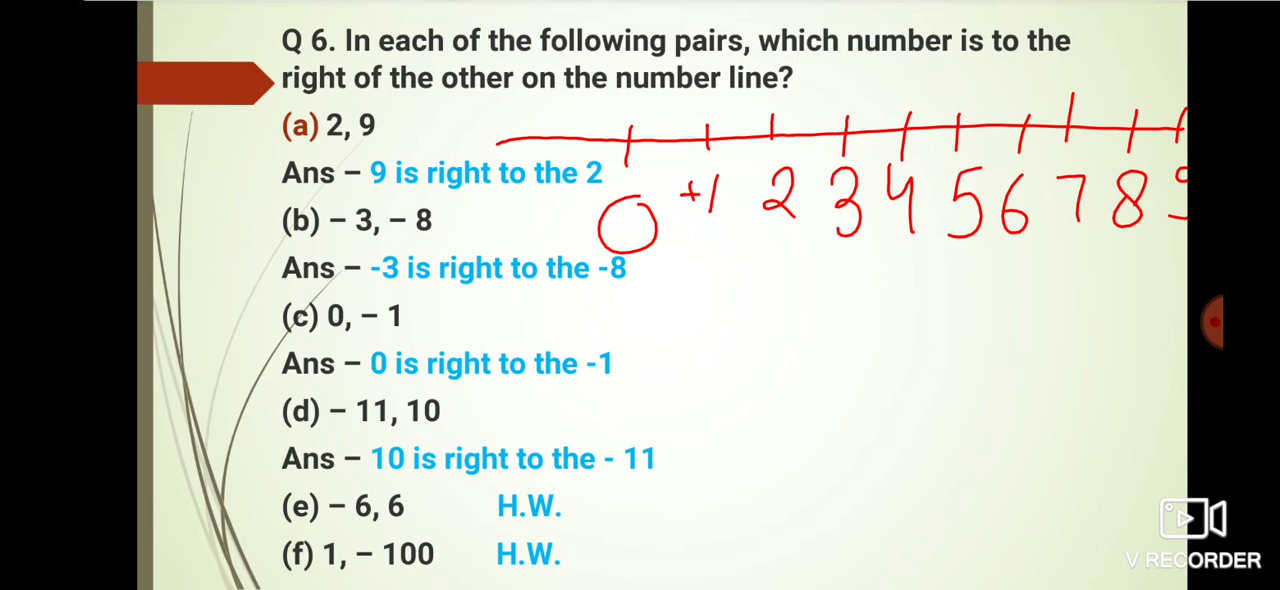 Q 6. In each of the following pairs, which number is to the
right of the other on the number line?
(a) 2, 9
Ans – 9 is right to the 2
0 +1 2 3 4 5 6 7 8 9
(b) – 3, – 8
Ans – -3 is right to the -8
(c) 0, – 1
Ans – 0 is right to the -1
(d) – 11, 10
Ans – 10 is right to the - 11
(e) – 6, 6 H.W.
(f) 1, – 100 H.W.
V RECORDER